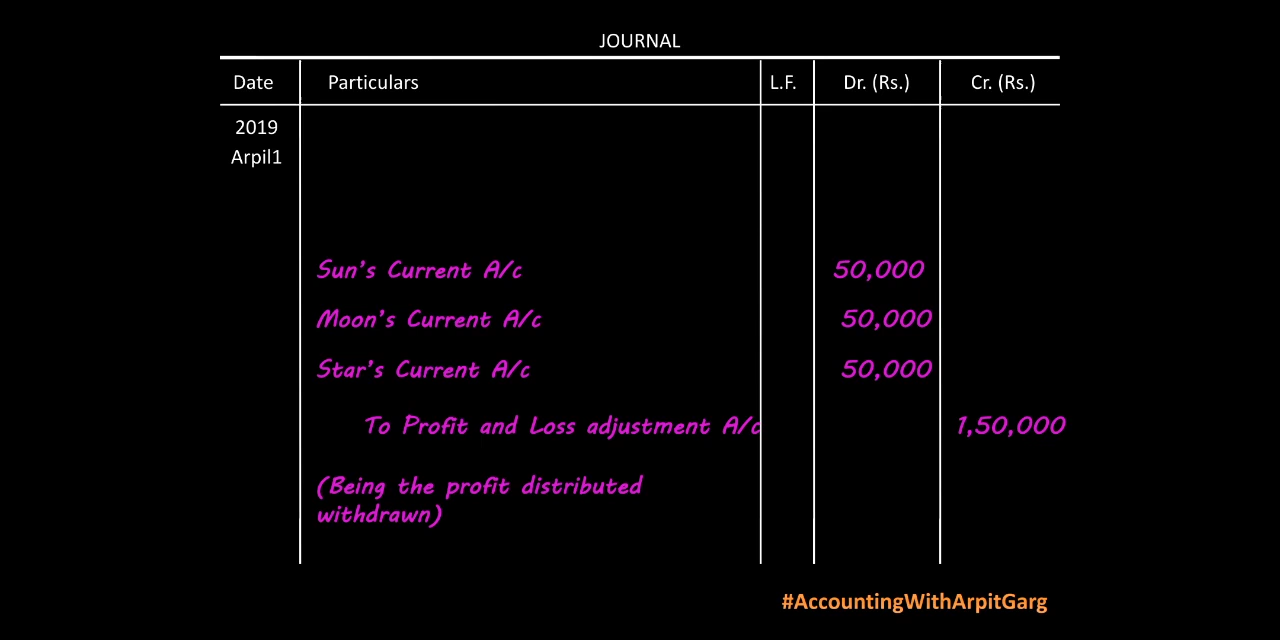 JOURNAL
Date Particulars L.F. Dr. (Rs.) Cr. (Rs.)
2019
Arpil1
Sun's Current A/c 50,000
Moon's Current A/c 50,000
Star's Current A/c 50,000
To Profit and Loss adjustment A/c 1,50,000
(Being the profit distributed
withdrawn)
#AccountingWithArpitGarg